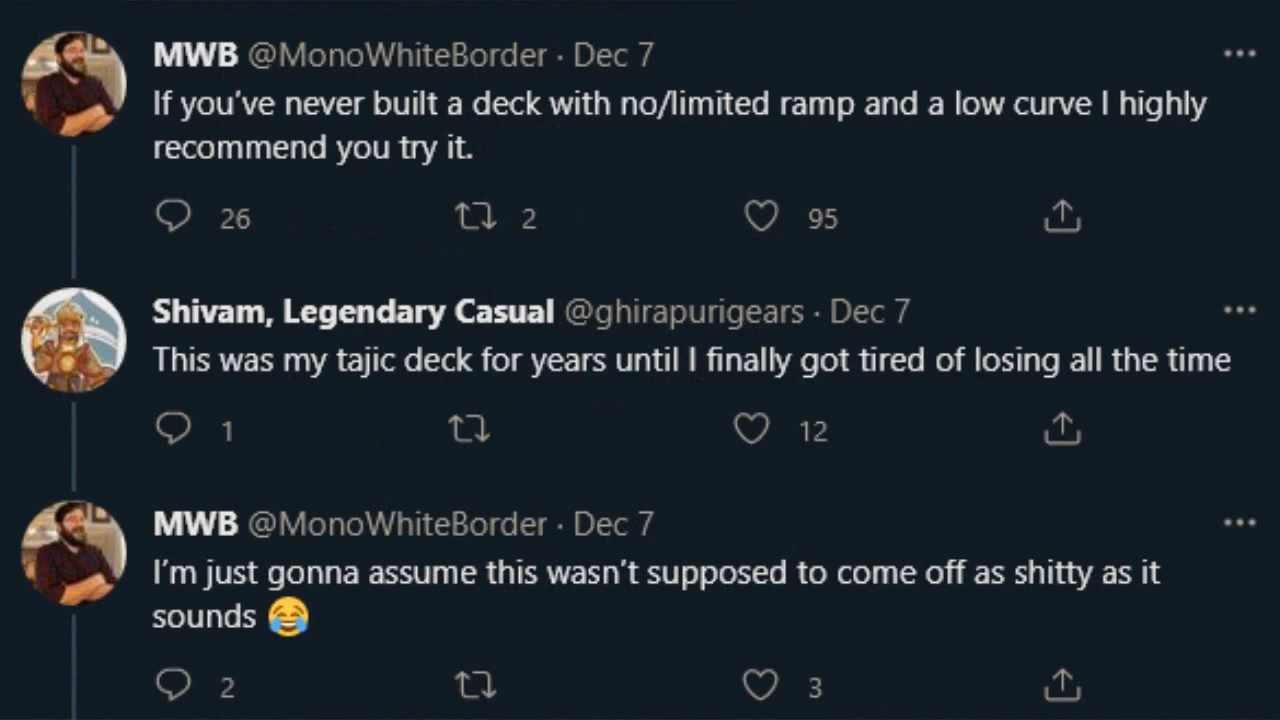 MWB @MonoWhiteBorder · Dec 7
If you’ve never built a deck with no/limited ramp and a low curve I highly
recommend you try it.
26 2 95
Shivam, Legendary Casual @ghirapurigears · Dec 7
This was my tajic deck for years until I finally got tired of losing all the time
1 12
MWB @MonoWhiteBorder · Dec 7
I’m just gonna assume this wasn’t supposed to come off as shitty as it
sounds 😂
2 3